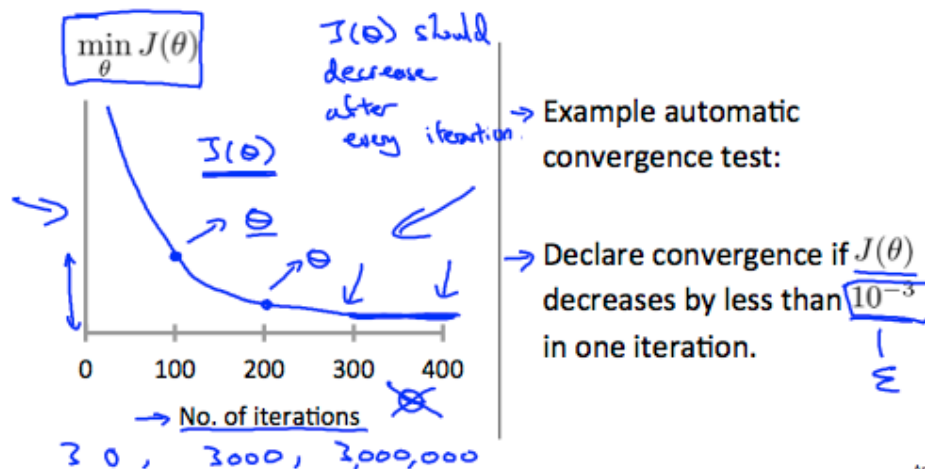 min J(θ)
θ
J(θ) should
decrease
after
every iteration.
J(θ)
θ
θ
0 100 200 300 400
→ No. of iterations
θ
30, 3000, 3,000,000
→ Example automatic
convergence test:
→ Declare convergence if J(θ)
decreases by less than 10⁻³
in one iteration.
ε